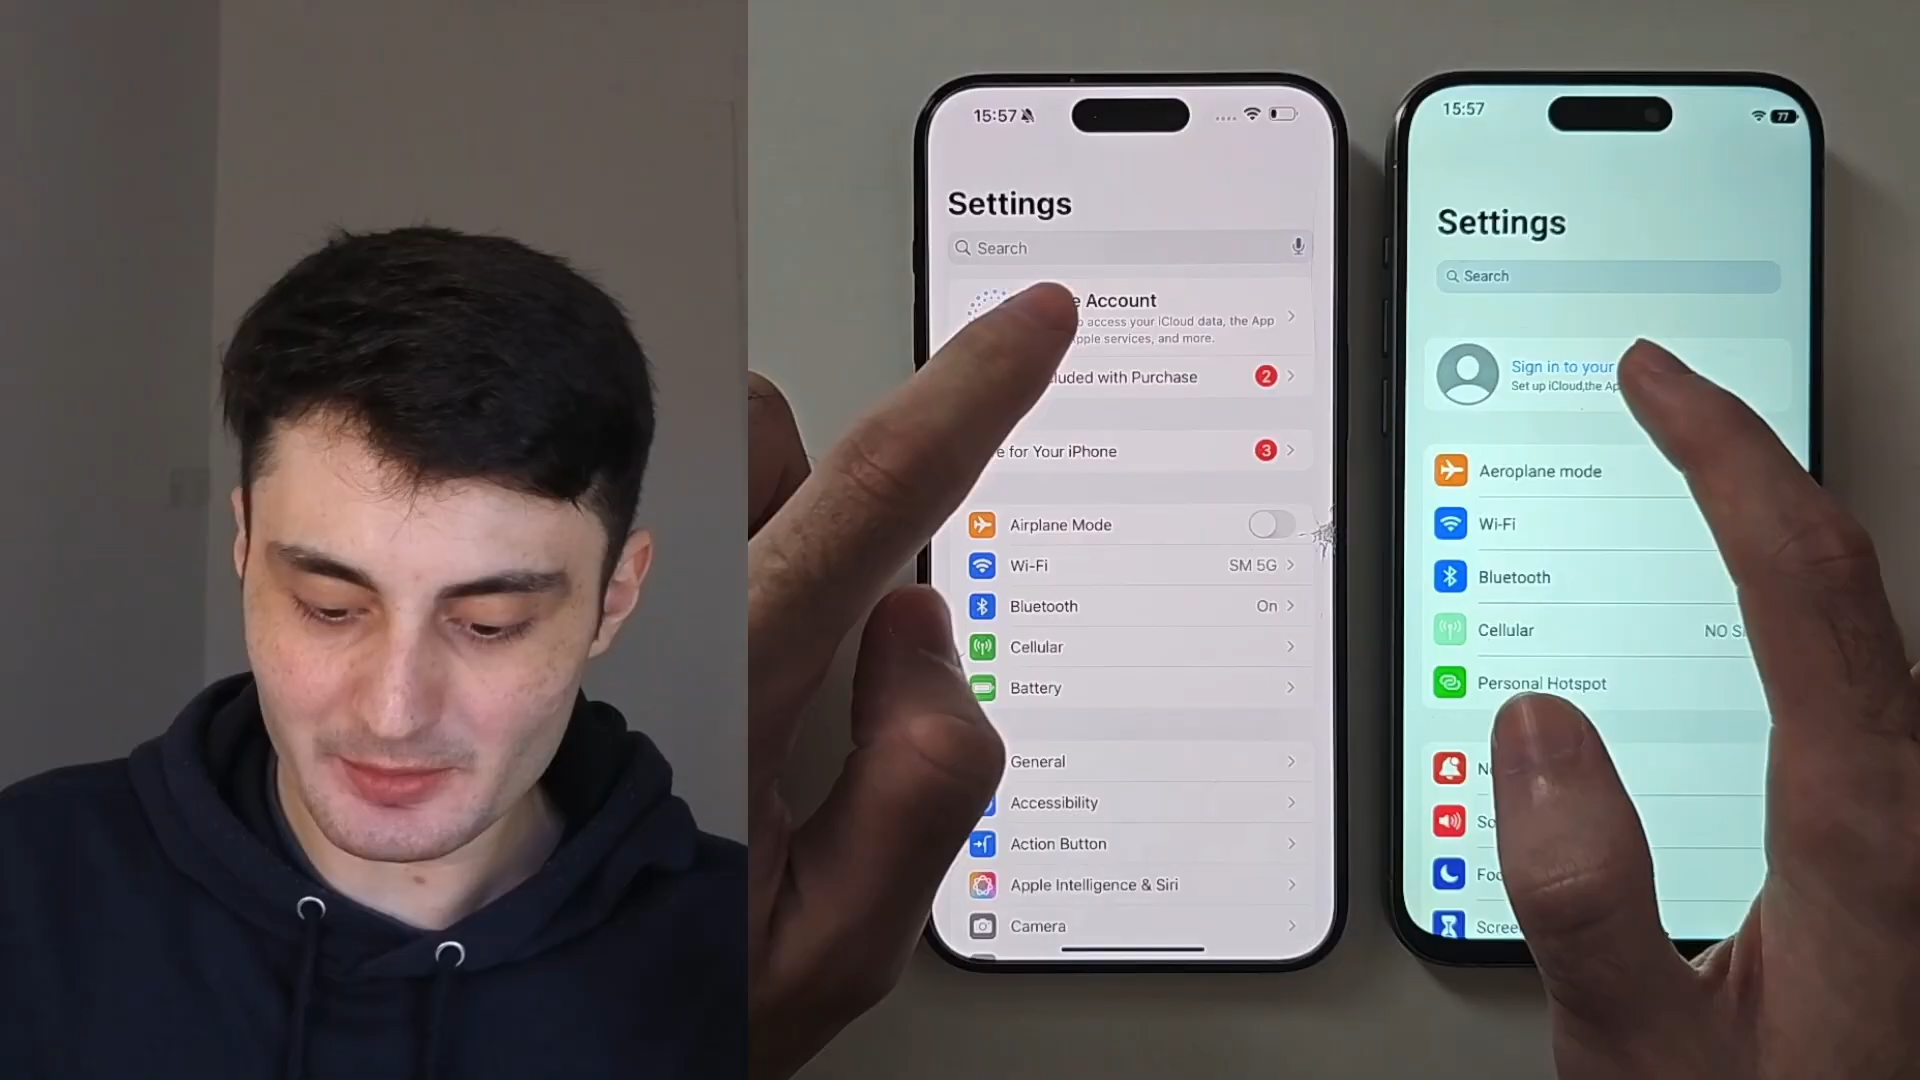 15:57
Settings
Search
e Account
access your iCloud data, the App
pple services, and more.
luded with Purchase
2
e for Your iPhone
3
Airplane Mode
Wi-Fi
SM 5G
Bluetooth
On
Cellular
Battery
General
Accessibility
Action Button
Apple Intelligence & Siri
Camera
15:57
77
Settings
Search
Sign in to your
Set up iCloud,the Ap
Aeroplane mode
Wi-Fi
Bluetooth
Cellular
NO S
Personal Hotspot
N
So
Foc
Scree